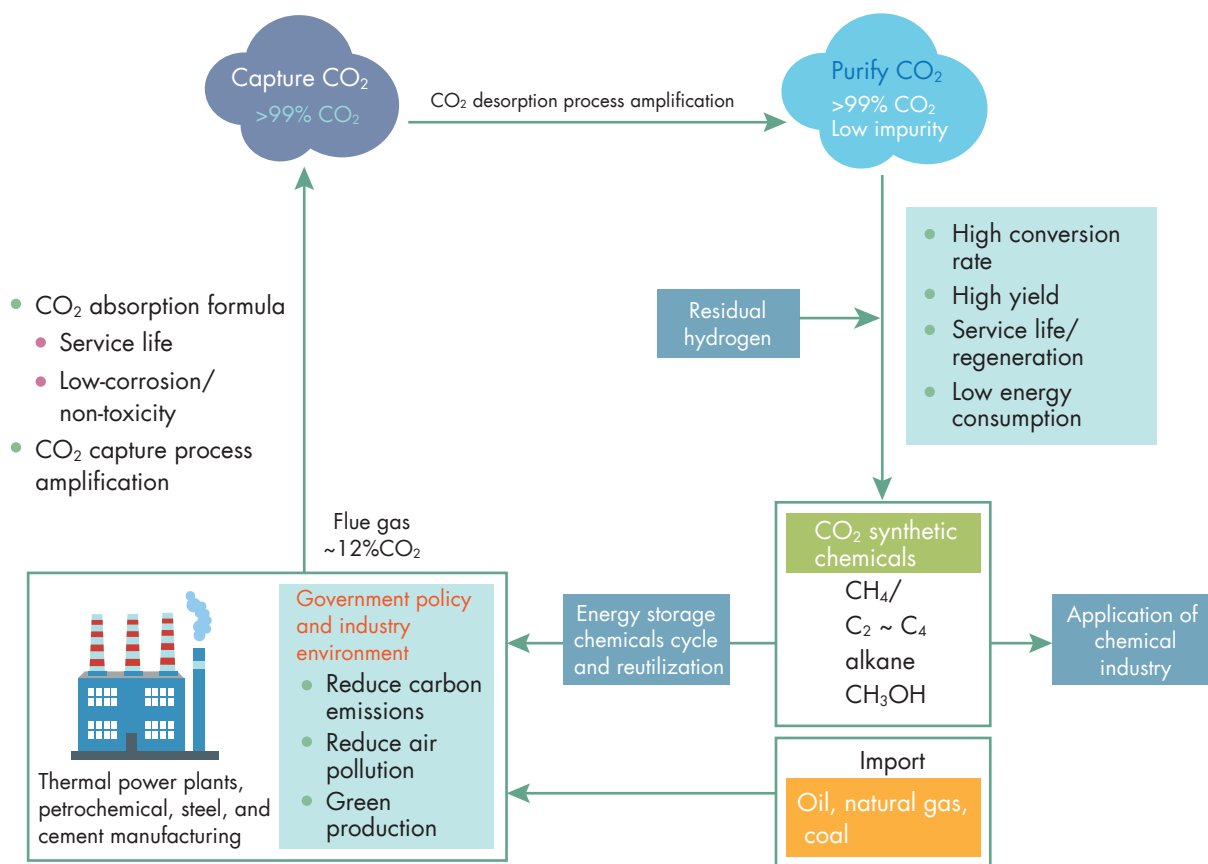 Capture CO₂
>99% CO₂
CO₂ desorption process amplification
Purify CO₂
>99% CO₂
Low impurity
High conversion
rate
High yield
Service life/
regeneration
Low energy
consumption
Residual
hydrogen
CO₂ absorption formula
Service life
Low-corrosion/
non-toxicity
CO₂ capture process
amplification
Flue gas
~12%CO₂
Government policy
and industry
environment
Reduce carbon
emissions
Reduce air
pollution
Green
production
Thermal power plants,
petrochemical, steel, and
cement manufacturing
Energy storage
chemicals cycle
and reutilization
CO₂ synthetic
chemicals
CH₄/
C₂ ~ C₄
alkane
CH₃OH
Application of
chemical
industry
Import
Oil, natural gas,
coal